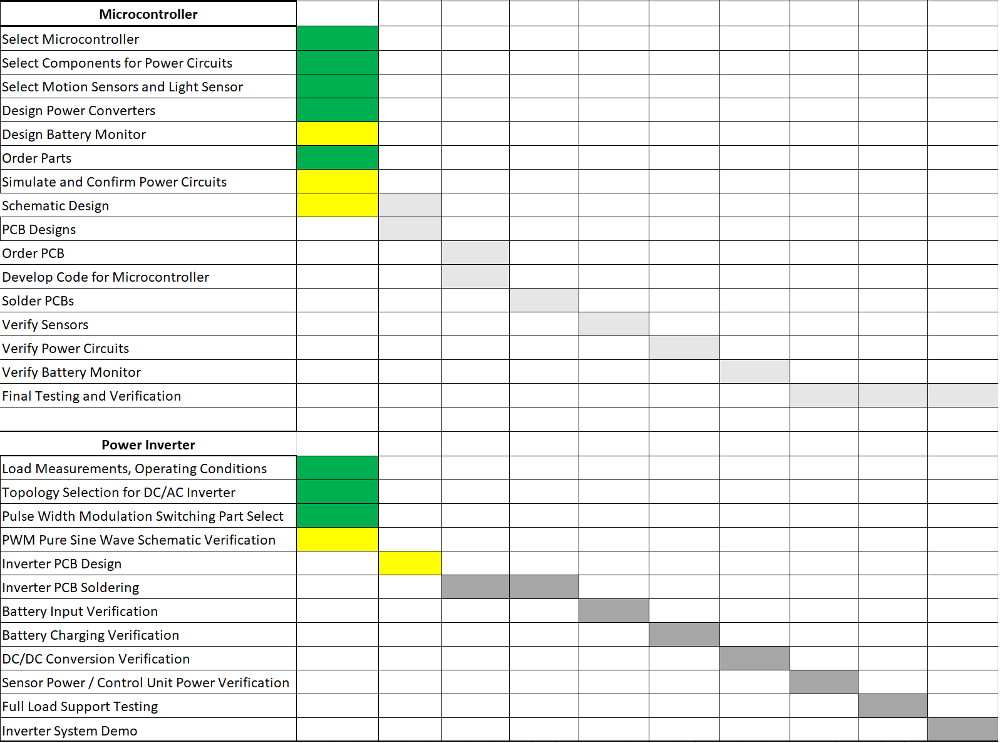 Microcontroller
Select Microcontroller
Select Components for Power Circuits
Select Motion Sensors and Light Sensor
Design Power Converters
Design Battery Monitor
Order Parts
Simulate and Confirm Power Circuits
Schematic Design
PCB Designs
Order PCB
Develop Code for Microcontroller
Solder PCBs
Verify Sensors
Verify Power Circuits
Verify Battery Monitor
Final Testing and Verification
Power Inverter
Load Measurements, Operating Conditions
Topology Selection for DC/AC Inverter
Pulse Width Modulation Switching Part Select
PWM Pure Sine Wave Schematic Verification
Inverter PCB Design
Inverter PCB Soldering
Battery Input Verification
Battery Charging Verification
DC/DC Conversion Verification
Sensor Power / Control Unit Power Verification
Full Load Support Testing
Inverter System Demo